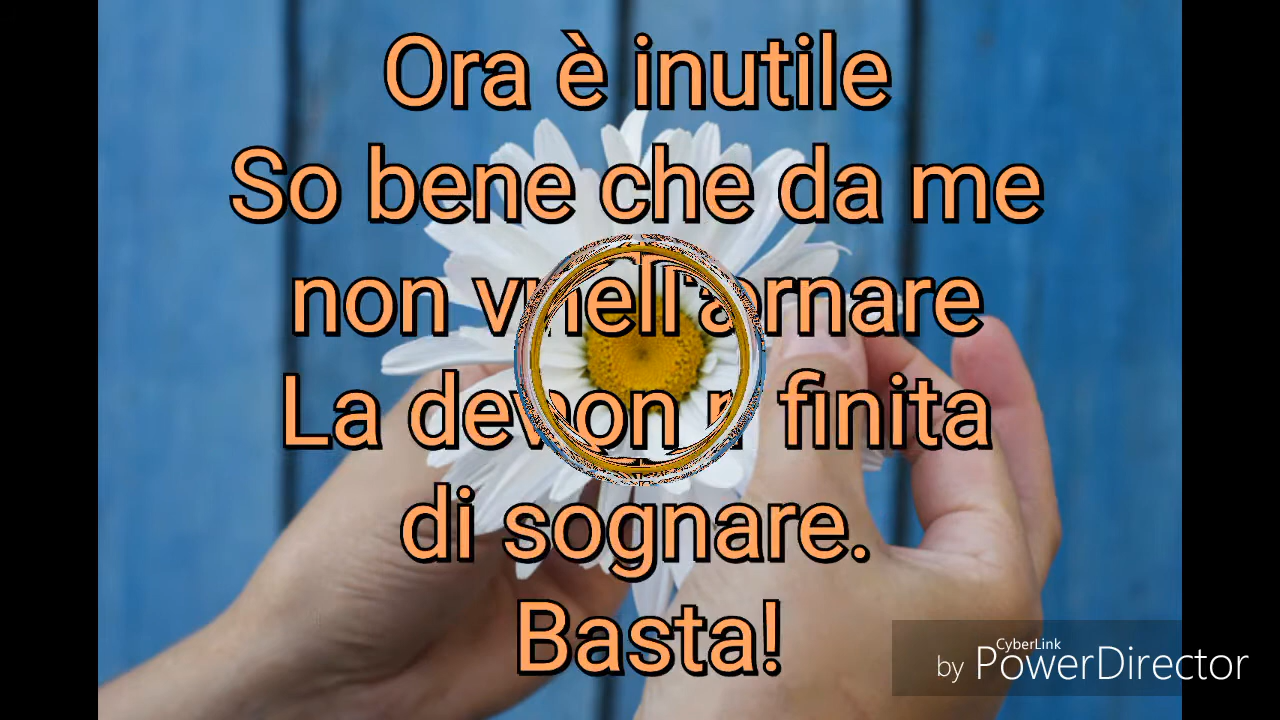 Ora è inutile
So bene che da me
non
La finita
di sognare.
Basta!
CyberLink
by PowerDirector